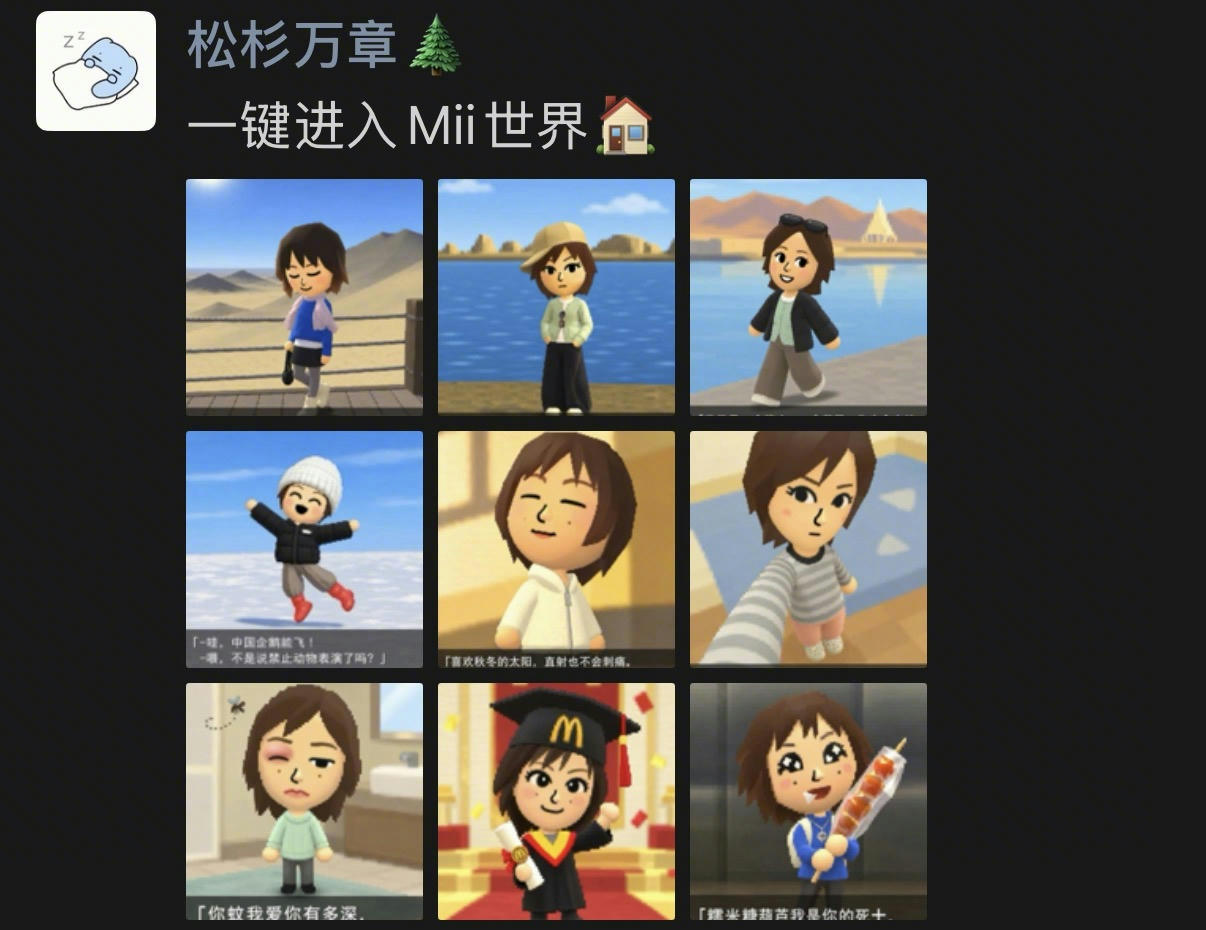 z z
松杉万章🌲
一键进入Mii世界🏠
「-哇，中国企鹅能飞！
-喂，不是说禁止动物表演了吗？」
「喜欢秋冬的太阳，直射也不会刺痛。
「你蚊我爱你有多深，
「糯米糖葫芦我是你的死士，